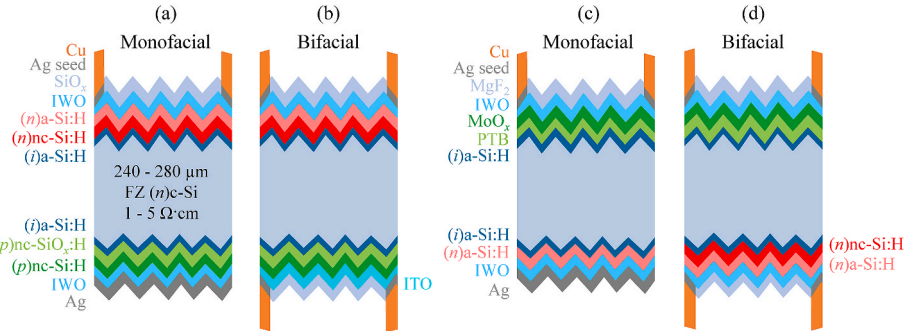 (a)
(b)
(c)
(d)
Monofacial
Bifacial
Monofacial
Bifacial
Cu
Ag seed
SiOₓ
IWO
(n)a-Si:H
(n)nc-Si:H
(i)a-Si:H
240 - 280 µm
FZ (n)c-Si
1 - 5 Ω·cm
(i)a-Si:H
(p)nc-SiOₓ:H
(p)nc-Si:H
IWO
Ag
ITO
Cu
Ag seed
MgF₂
IWO
MoOₓ
PTB
(i)a-Si:H
(i)a-Si:H
(n)a-Si:H
IWO
Ag
(n)nc-Si:H
(n)a-Si:H